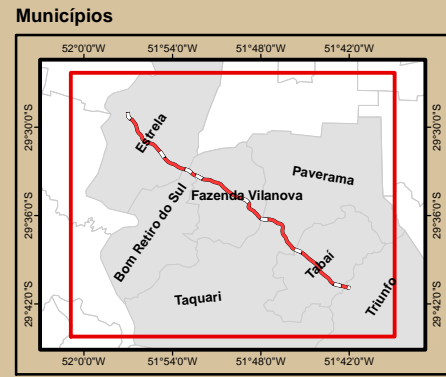 Municípios
52°0'0"W 51°54'0"W 51°48'0"W 51°42'0"W
29°30'0"S
29°30'0"S
Estrela
Paverama
Fazenda Vilanova
Bom Retiro do Sul
29°36'0"S
29°36'0"S
Tabaí
Taquari
Triunfo
29°42'0"S
29°42'0"S
52°0'0"W 51°54'0"W 51°48'0"W 51°42'0"W